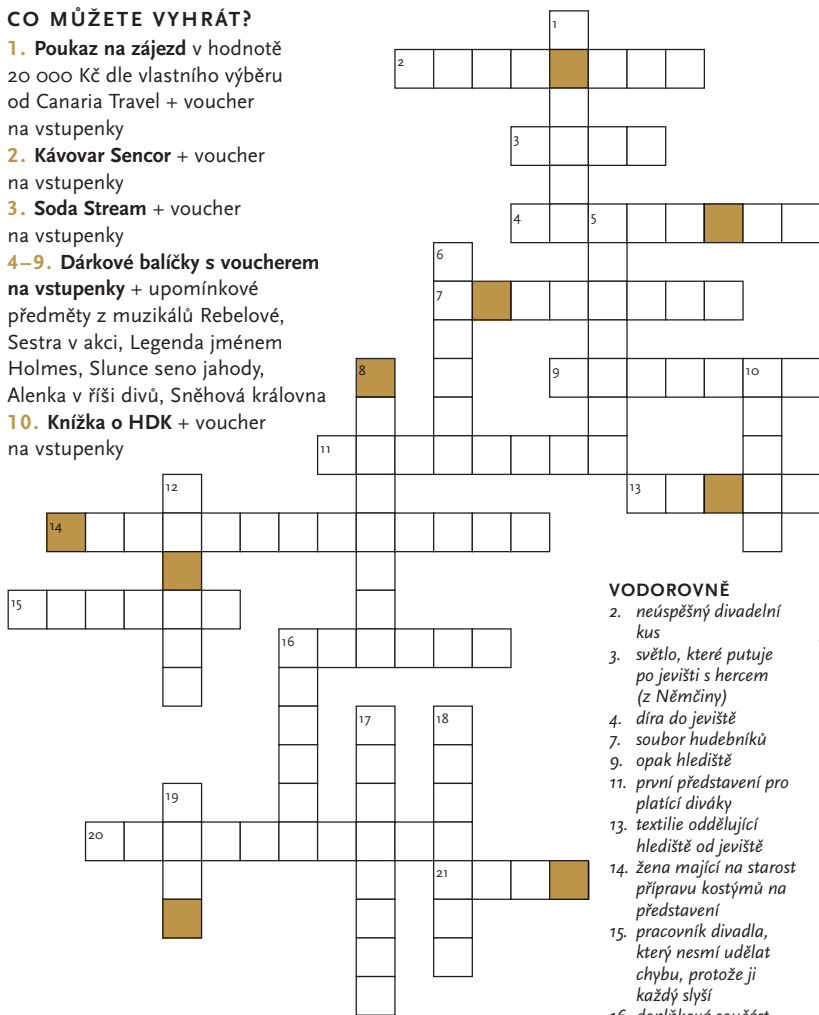 CO MŮŽETE VYHRÁT?
1. Poukaz na zájezd v hodnotě
20 000 Kč dle vlastního výběru
od Canaria Travel + voucher
na vstupenky
2. Kávovar Sencor + voucher
na vstupenky
3. Soda Stream + voucher
na vstupenky
4–9. Dárkové balíčky s voucherem
na vstupenky + upomínkové
předměty z muzikálů Rebelové,
Sestra v akci, Legenda jménem
Holmes, Slunce seno jahody,
Alenka v říši divů, Sněhová královna
10. Knížka o HDK + voucher
na vstupenky
1
2
3
4
5
6
7
8
9
10
11
12
13
14
15
16
17
18
19
20
21
VODOROVNĚ
2. neúspěšný divadelní
kus
3. světlo, které putuje
po jevišti s hercem
(z Němčiny)
4. díra do jeviště
7. soubor hudebníků
9. opak hlediště
11. první představení pro
platící diváky
13. textilie oddělující
hlediště od jeviště
14. žena mající na starost
přípravu kostýmů na
představení
15. pracovník divadla,
který nesmí udělat
chybu, protože ji
každý slyší
16. doplňková součást